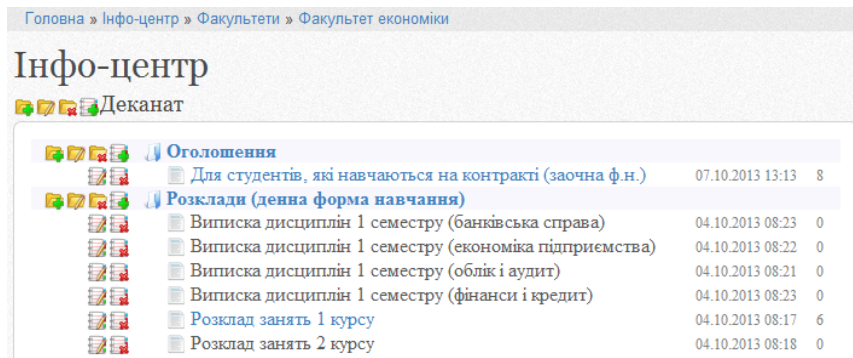 Головна » Інфо-центр » Факультети » Факультет економіки
Інфо-центр
Деканат
Оголошення
Для студентів, які навчаються на контракті (заочна ф.н.) 07.10.2013 13:13 8
Розклади (денна форма навчання)
Виписка дисциплін 1 семестру (банківська справа) 04.10.2013 08:23 0
Виписка дисциплін 1 семестру (економіка підприємства) 04.10.2013 08:22 0
Виписка дисциплін 1 семестру (облік і аудит) 04.10.2013 08:21 0
Виписка дисциплін 1 семестру (фінанси і кредит) 04.10.2013 08:23 0
Розклад занять 1 курсу 04.10.2013 08:17 6
Розклад занять 2 курсу 04.10.2013 08:18 0